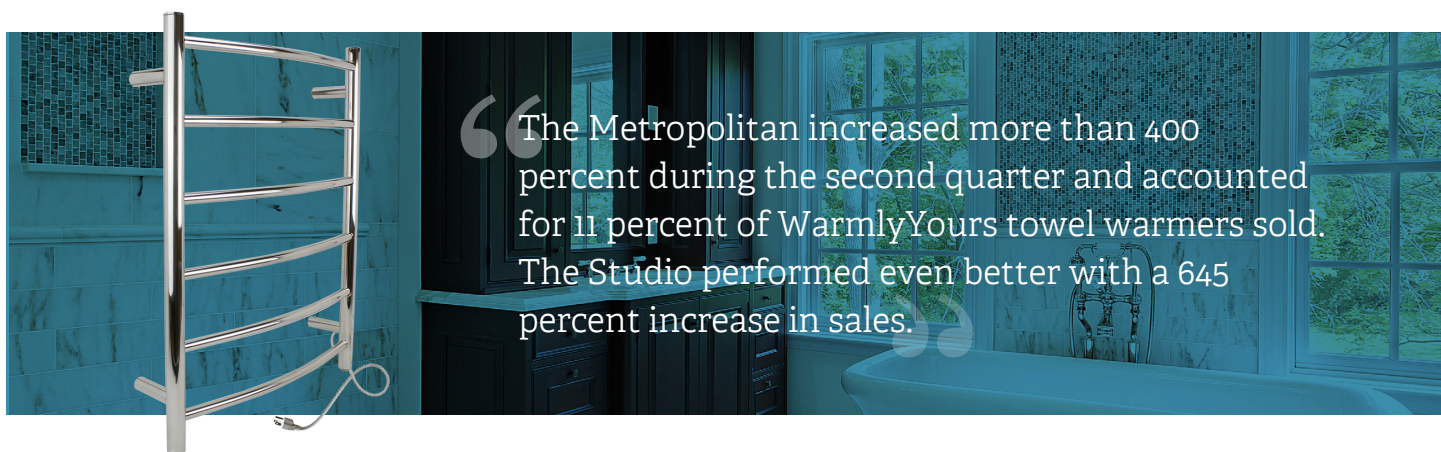 “The Metropolitan increased more than 400
percent during the second quarter and accounted
for 11 percent of WarmlyYours towel warmers sold.
The Studio performed even better with a 645
percent increase in sales.”